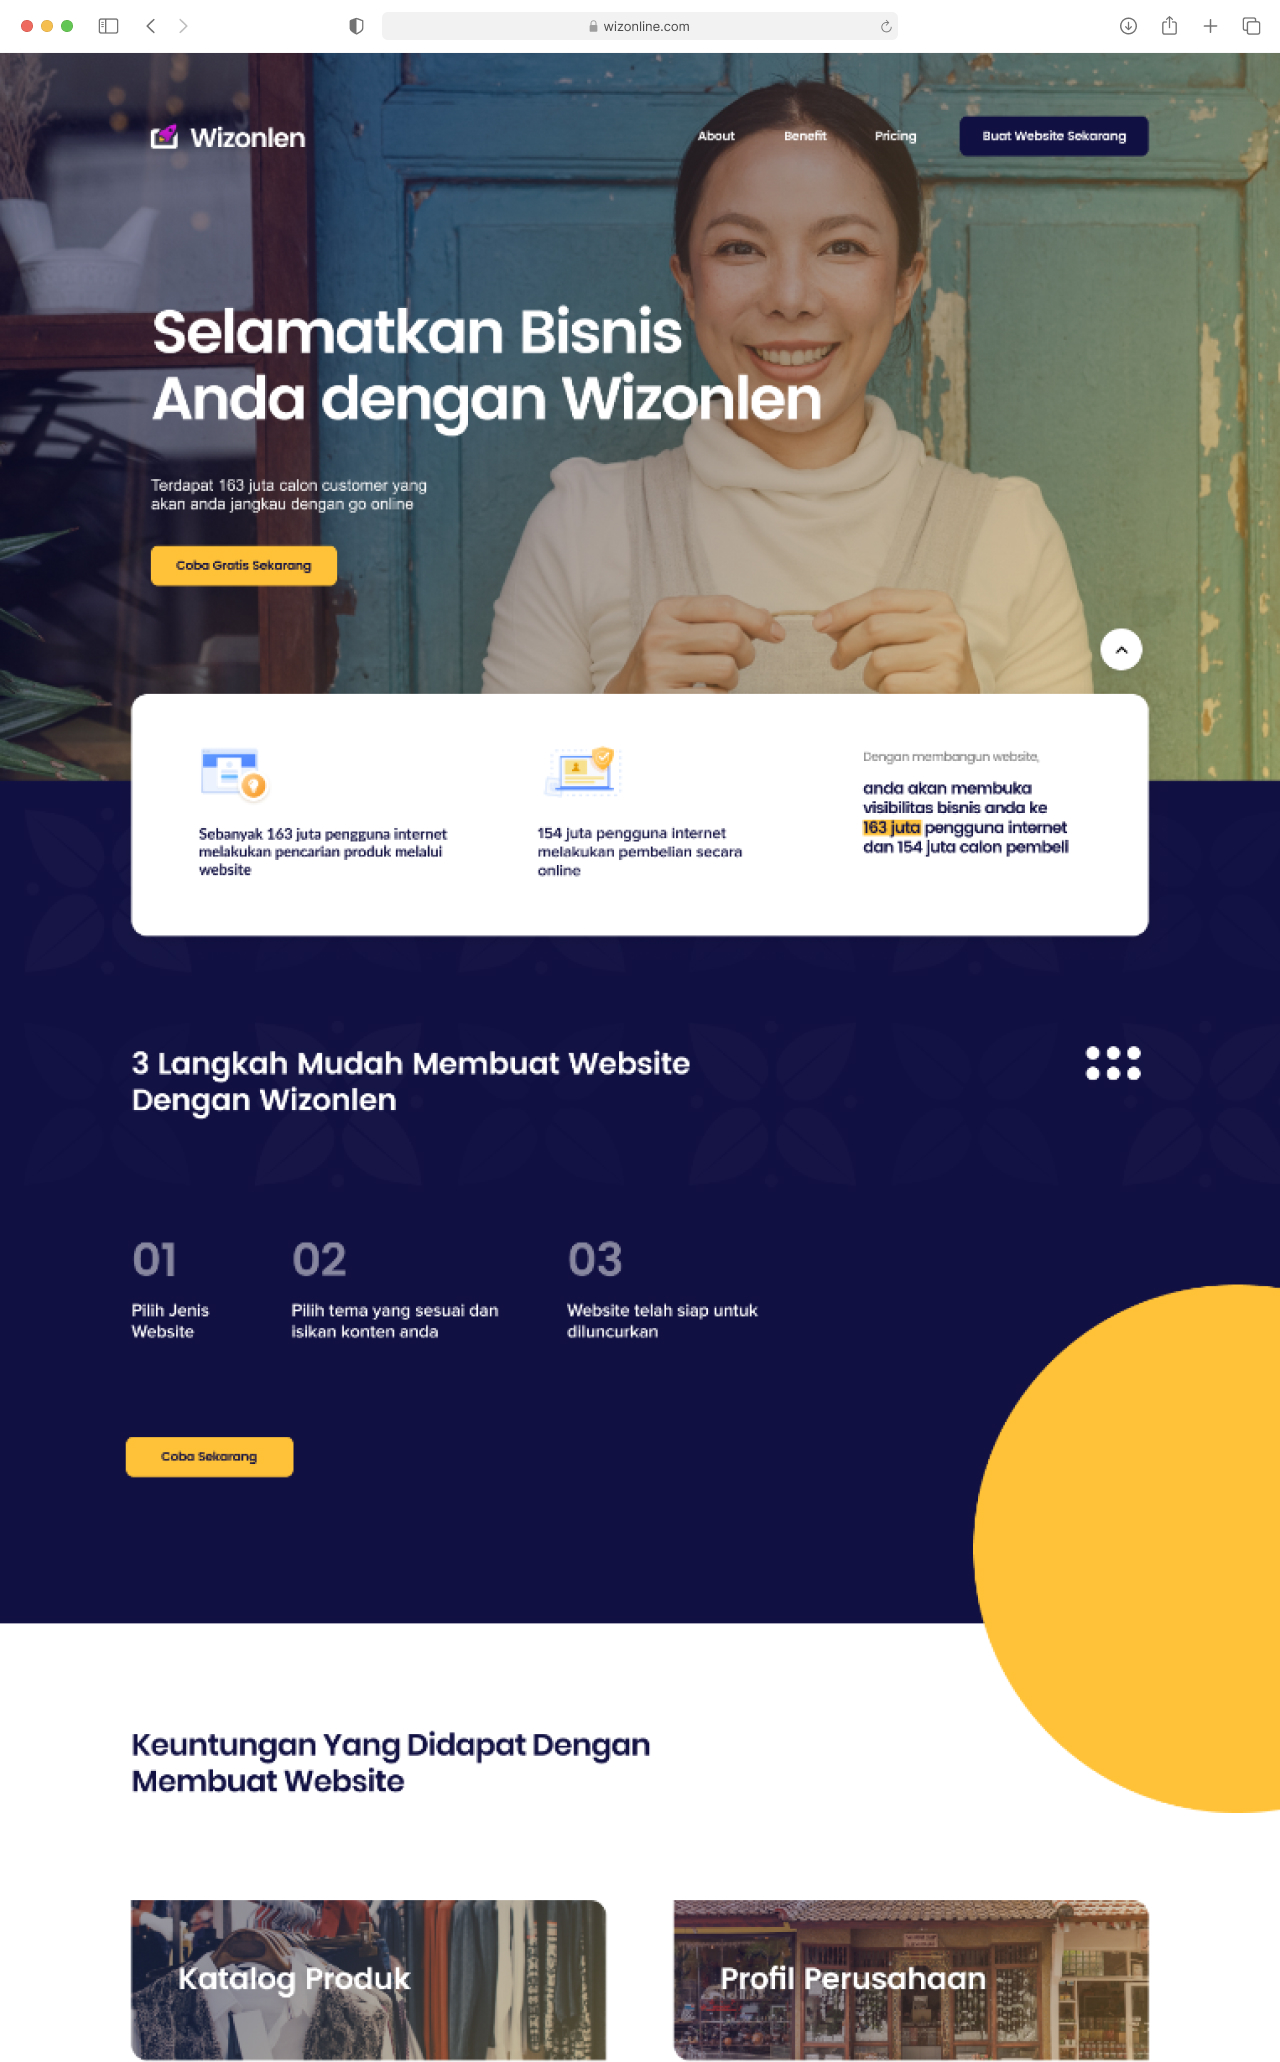 wizonline.com
Wizonlen
About
Benefit
Pricing
Buat Website Sekarang
Selamatkan Bisnis
Anda dengan Wizonlen
Terdapat 163 juta calon customer yang
akan anda jangkau dengan go online
Coba Gratis Sekarang
Sebanyak 163 juta pengguna internet
melakukan pencarian produk melalui
website
154 juta pengguna internet
melakukan pembelian secara
online
Dengan membangun website,
anda akan membuka
visibilitas bisnis anda ke
163 juta pengguna internet
dan 154 juta calon pembeli
3 Langkah Mudah Membuat Website
Dengan Wizonlen
01
Pilih Jenis
Website
02
Pilih tema yang sesuai dan
isikan konten anda
03
Website telah siap untuk
diluncurkan
Coba Sekarang
Keuntungan Yang Didapat Dengan
Membuat Website
Katalog Produk
Profil Perusahaan